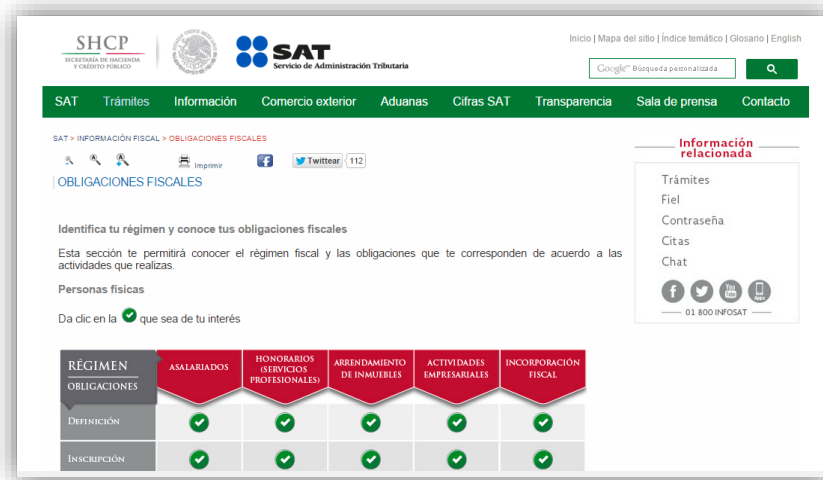 SHCP
SECRETARÍA DE HACIENDA
Y CRÉDITO PÚBLICO
SAT
Servicio de Administración Tributaria
Inicio | Mapa del sitio | Índice temático | Glosario | English
Google™ Búsqueda personalizada
SAT Trámites Información Comercio exterior Aduanas Cifras SAT Transparencia Sala de prensa Contacto
SAT > INFORMACIÓN FISCAL > OBLIGACIONES FISCALES
Imprimir Twittear 112
OBLIGACIONES FISCALES
Identifica tu régimen y conoce tus obligaciones fiscales
Esta sección te permitirá conocer el régimen fiscal y las obligaciones que te corresponden de acuerdo a las
actividades que realizas.
Personas físicas
Da clic en la que sea de tu interés
RÉGIMEN
OBLIGACIONES
ASALARIADOS
HONORARIOS
(SERVICIOS
PROFESIONALES)
ARRENDAMIENTO
DE INMUEBLES
ACTIVIDADES
EMPRESARIALES
INCORPORACIÓN
FISCAL
DEFINICIÓN
INSCRIPCIÓN
Información
relacionada
Trámites
Fiel
Contraseña
Citas
Chat
You
Tube
Apps
01 800 INFOSAT